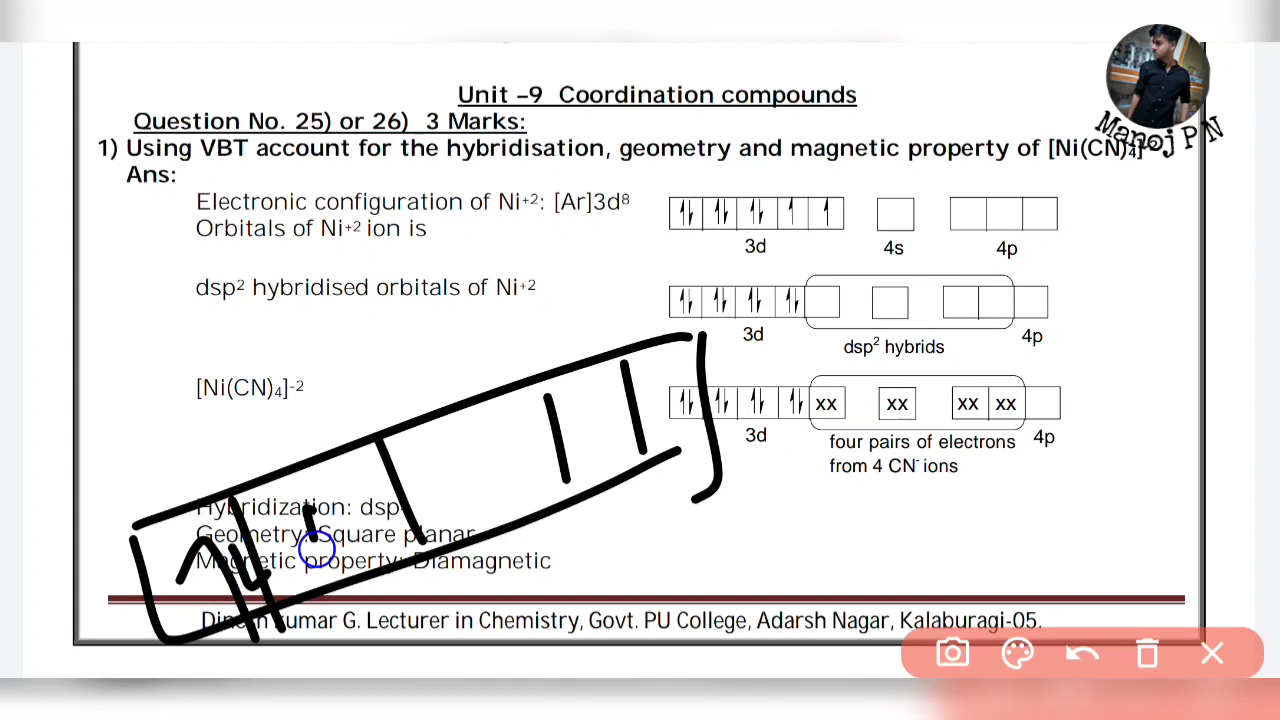 Unit –9 Coordination compounds
Manoj P N
Question No. 25) or 26) 3 Marks:
1) Using VBT account for the hybridisation, geometry and magnetic property of [Ni(CN)₄]
Ans:
Electronic configuration of Ni⁺²: [Ar]3d⁸
Orbitals of Ni⁺² ion is
⥮ ⥮ ⥮ ↿ ↿
3d 4s 4p
dsp² hybridised orbitals of Ni⁺²
⥮ ⥮ ⥮ ⥮
3d 4p
dsp² hybrids
[Ni(CN)₄]⁻²
⥮ ⥮ ⥮ ⥮ xx xx xx xx
3d 4p
four pairs of electrons
from 4 CN⁻ ions
Hybridization: dsp
Geometry: Square planar
Magnetic property: Diamagnetic
Dinesh kumar G. Lecturer in Chemistry, Govt. PU College, Adarsh Nagar, Kalaburagi-05.